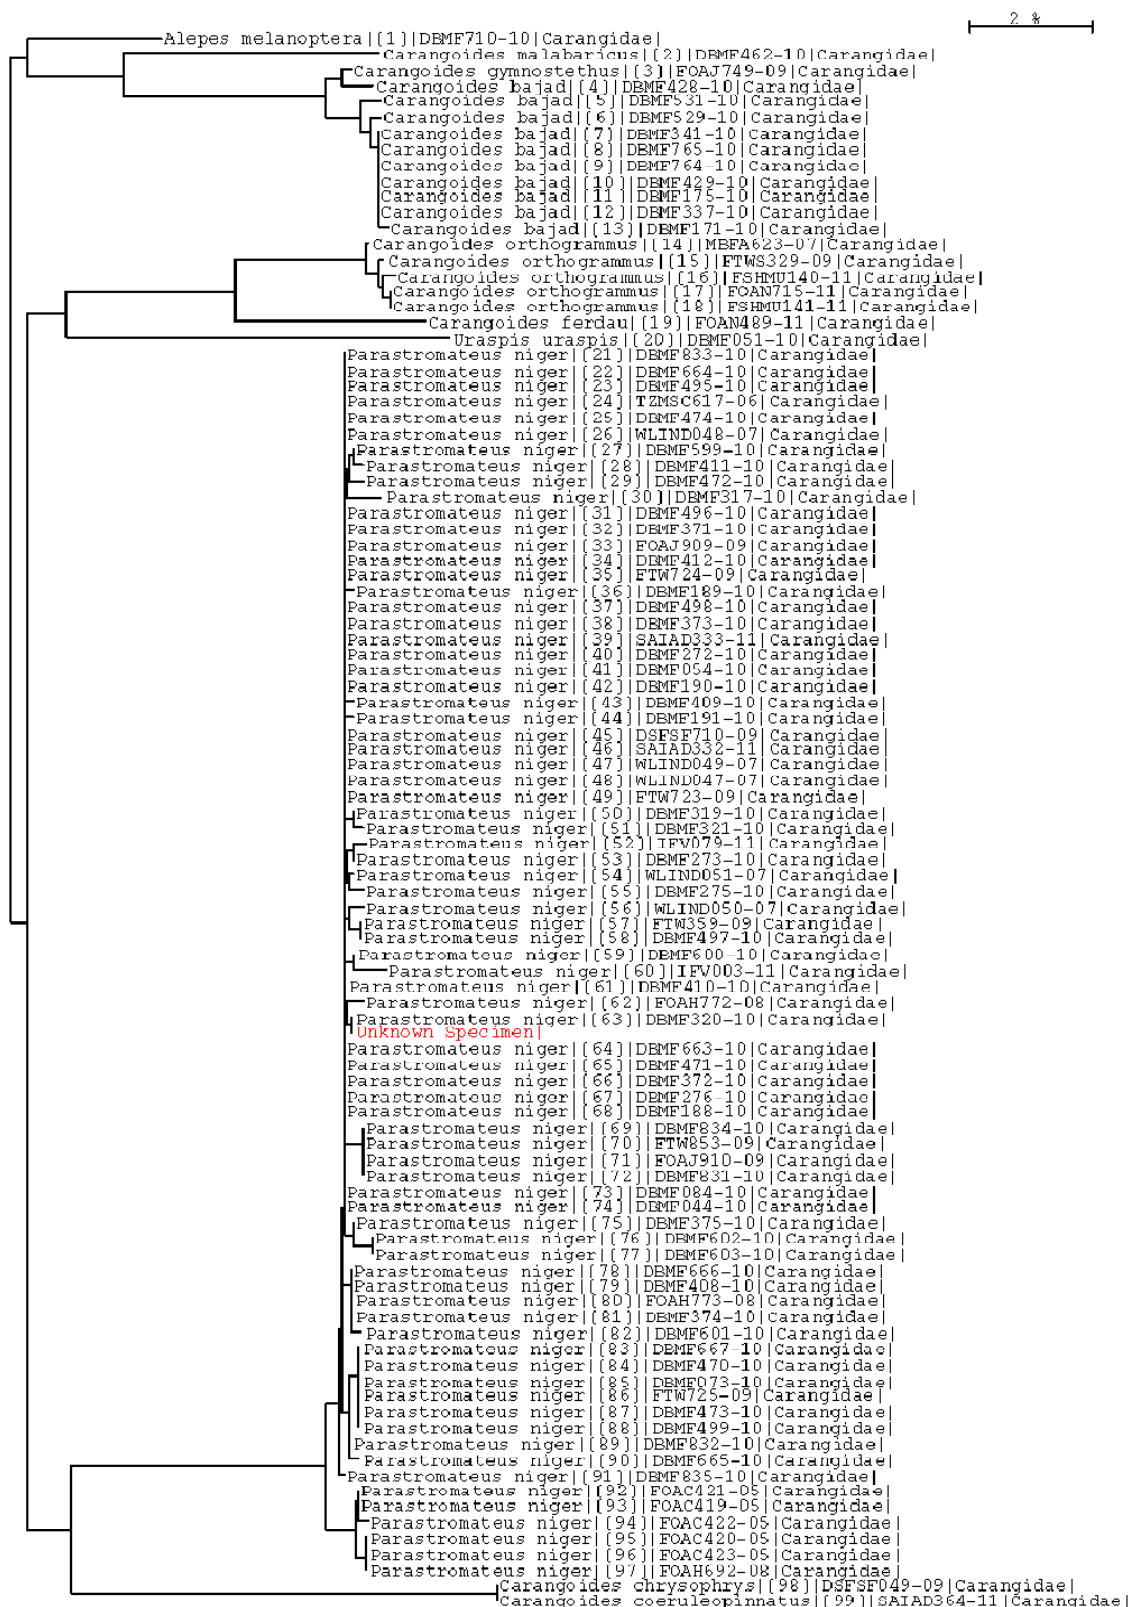 2 %
Alepes melanoptera|[1]|DBMF710-10|Carangidae|
Carangoides malabaricus|[2]|DBMF462-10|Carangidae|
Carangoides gymnostethus|[3]|FOAJ749-09|Carangidae|
Carangoides bajad|[4]|DBMF428-10|Carangidae|
Carangoides bajad|[5]|DBMF531-10|Carangidae|
Carangoides bajad|[6]|DBMF529-10|Carangidae|
Carangoides bajad|[7]|DBMF341-10|Carangidae|
Carangoides bajad|[8]|DBMF765-10|Carangidae|
Carangoides bajad|[9]|DBMF764-10|Carangidae|
Carangoides bajad|[10]|DBMF429-10|Carangidae|
Carangoides bajad|[11]|DBMF175-10|Carangidae|
Carangoides bajad|[12]|DBMF337-10|Carangidae|
Carangoides bajad|[13]|DBMF171-10|Carangidae|
Carangoides orthogrammus|[14]|MBFA623-07|Carangidae|
Carangoides orthogrammus|[15]|FTWS329-09|Carangidae|
Carangoides orthogrammus|[16]|FSHMU140-11|Carangidae|
Carangoides orthogrammus|[17]|FOAN715-11|Carangidae|
Carangoides orthogrammus|[18]|FSHMU141-11|Carangidae|
Carangoides ferdau|[19]|FOAN489-11|Carangidae|
Uraspis uraspis|[20]|DBMF051-10|Carangidae|
Parastromateus niger|[21]|DBMF833-10|Carangidae|
Parastromateus niger|[22]|DBMF664-10|Carangidae|
Parastromateus niger|[23]|DBMF495-10|Carangidae|
Parastromateus niger|[24]|TZMSC617-06|Carangidae|
Parastromateus niger|[25]|DBMF474-10|Carangidae|
Parastromateus niger|[26]|WLIND048-07|Carangidae|
Parastromateus niger|[27]|DBMF599-10|Carangidae|
Parastromateus niger|[28]|DBMF411-10|Carangidae|
Parastromateus niger|[29]|DBMF472-10|Carangidae|
Parastromateus niger|[30]|DBMF317-10|Carangidae|
Parastromateus niger|[31]|DBMF496-10|Carangidae|
Parastromateus niger|[32]|DBMF371-10|Carangidae|
Parastromateus niger|[33]|FOAJ909-09|Carangidae|
Parastromateus niger|[34]|DBMF412-10|Carangidae|
Parastromateus niger|[35]|FTW724-09|Carangidae|
Parastromateus niger|[36]|DBMF189-10|Carangidae|
Parastromateus niger|[37]|DBMF498-10|Carangidae|
Parastromateus niger|[38]|DBMF373-10|Carangidae|
Parastromateus niger|[39]|SAIAD333-11|Carangidae|
Parastromateus niger|[40]|DBMF272-10|Carangidae|
Parastromateus niger|[41]|DBMF054-10|Carangidae|
Parastromateus niger|[42]|DBMF190-10|Carangidae|
Parastromateus niger|[43]|DBMF409-10|Carangidae|
Parastromateus niger|[44]|DBMF191-10|Carangidae|
Parastromateus niger|[45]|DSFSF710-09|Carangidae|
Parastromateus niger|[46]|SAIAD332-11|Carangidae|
Parastromateus niger|[47]|WLIND049-07|Carangidae|
Parastromateus niger|[48]|WLIND047-07|Carangidae|
Parastromateus niger|[49]|FTW723-09|Carangidae|
Parastromateus niger|[50]|DBMF319-10|Carangidae|
Parastromateus niger|[51]|DBMF321-10|Carangidae|
Parastromateus niger|[52]|IFV079-11|Carangidae|
Parastromateus niger|[53]|DBMF273-10|Carangidae|
Parastromateus niger|[54]|WLIND051-07|Carangidae|
Parastromateus niger|[55]|DBMF275-10|Carangidae|
Parastromateus niger|[56]|WLIND050-07|Carangidae|
Parastromateus niger|[57]|FTW359-09|Carangidae|
Parastromateus niger|[58]|DBMF497-10|Carangidae|
Parastromateus niger|[59]|DBMF600-10|Carangidae|
Parastromateus niger|[60]|IFV003-11|Carangidae|
Parastromateus niger|[61]|DBMF410-10|Carangidae|
Parastromateus niger|[62]|FOAH772-08|Carangidae|
Parastromateus niger|[63]|DBMF320-10|Carangidae|
Unknown Specimen|
Parastromateus niger|[64]|DBMF663-10|Carangidae|
Parastromateus niger|[65]|DBMF471-10|Carangidae|
Parastromateus niger|[66]|DBMF372-10|Carangidae|
Parastromateus niger|[67]|DBMF276-10|Carangidae|
Parastromateus niger|[68]|DBMF188-10|Carangidae|
Parastromateus niger|[69]|DBMF834-10|Carangidae|
Parastromateus niger|[70]|FTW853-09|Carangidae|
Parastromateus niger|[71]|FOAJ910-09|Carangidae|
Parastromateus niger|[72]|DBMF831-10|Carangidae|
Parastromateus niger|[73]|DBMF084-10|Carangidae|
Parastromateus niger|[74]|DBMF044-10|Carangidae|
Parastromateus niger|[75]|DBMF375-10|Carangidae|
Parastromateus niger|[76]|DBMF602-10|Carangidae|
Parastromateus niger|[77]|DBMF603-10|Carangidae|
Parastromateus niger|[78]|DBMF666-10|Carangidae|
Parastromateus niger|[79]|DBMF408-10|Carangidae|
Parastromateus niger|[80]|FOAH773-08|Carangidae|
Parastromateus niger|[81]|DBMF374-10|Carangidae|
Parastromateus niger|[82]|DBMF601-10|Carangidae|
Parastromateus niger|[83]|DBMF667-10|Carangidae|
Parastromateus niger|[84]|DBMF470-10|Carangidae|
Parastromateus niger|[85]|DBMF073-10|Carangidae|
Parastromateus niger|[86]|FTW725-09|Carangidae|
Parastromateus niger|[87]|DBMF473-10|Carangidae|
Parastromateus niger|[88]|DBMF499-10|Carangidae|
Parastromateus niger|[89]|DBMF832-10|Carangidae|
Parastromateus niger|[90]|DBMF665-10|Carangidae|
Parastromateus niger|[91]|DBMF835-10|Carangidae|
Parastromateus niger|[92]|FOAC421-05|Carangidae|
Parastromateus niger|[93]|FOAC419-05|Carangidae|
Parastromateus niger|[94]|FOAC422-05|Carangidae|
Parastromateus niger|[95]|FOAC420-05|Carangidae|
Parastromateus niger|[96]|FOAC423-05|Carangidae|
Parastromateus niger|[97]|FOAH692-08|Carangidae|
Carangoides chrysophrys|[98]|DSFSF049-09|Carangidae|
Carangoides coeruleopinnatus|[99]|SAIAD364-11|Carangidae|